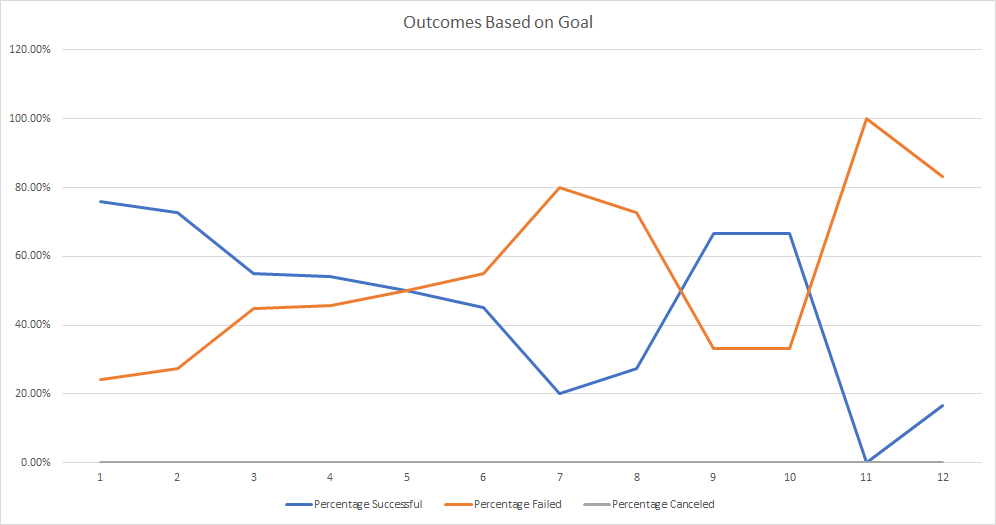 Outcomes Based on Goal
120.00%
100.00%
80.00%
60.00%
40.00%
20.00%
0.00%
1 2 3 4 5 6 7 8 9 10 11 12
Percentage Successful Percentage Failed Percentage Canceled